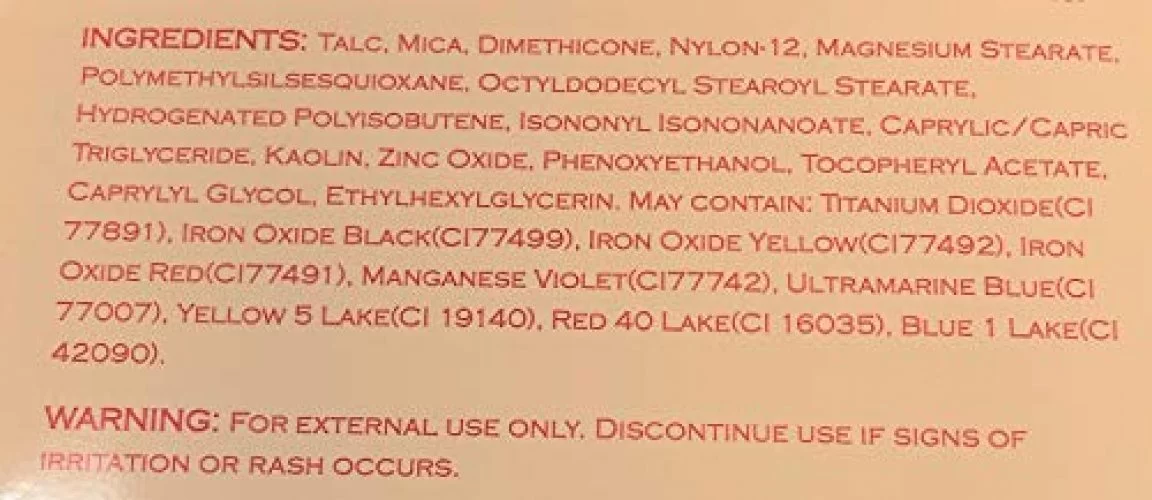 INGREDIENTS: TALC, MICA, DIMETHICONE, NYLON-12, MAGNESIUM STEARATE,
POLYMETHYLSILSESQUIOXANE, OCTYLDODECYL STEAROYL STEARATE,
HYDROGENATED POLYISOBUTENE, ISONONYL ISONONANOATE, CAPRYLIC/CAPRIC
TRIGLYCERIDE, KAOLIN, ZINC OXIDE, PHENOXYETHANOL, TOCOPHERYL ACETATE,
CAPRYLYL GLYCOL, ETHYLHEXYLGLYCERIN. MAY CONTAIN: TITANIUM DIOXIDE(CI
77891), IRON OXIDE BLACK(CI77499), IRON OXIDE YELLOW(CI77492), IRON
OXIDE RED(CI77491), MANGANESE VIOLET(CI77742), ULTRAMARINE BLUE(CI
77007), YELLOW 5 LAKE(CI 19140), RED 40 LAKE(CI 16035), BLUE 1 LAKE(CI
42090).
WARNING: FOR EXTERNAL USE ONLY. DISCONTINUE USE IF SIGNS OF
IRRITATION OR RASH OCCURS.